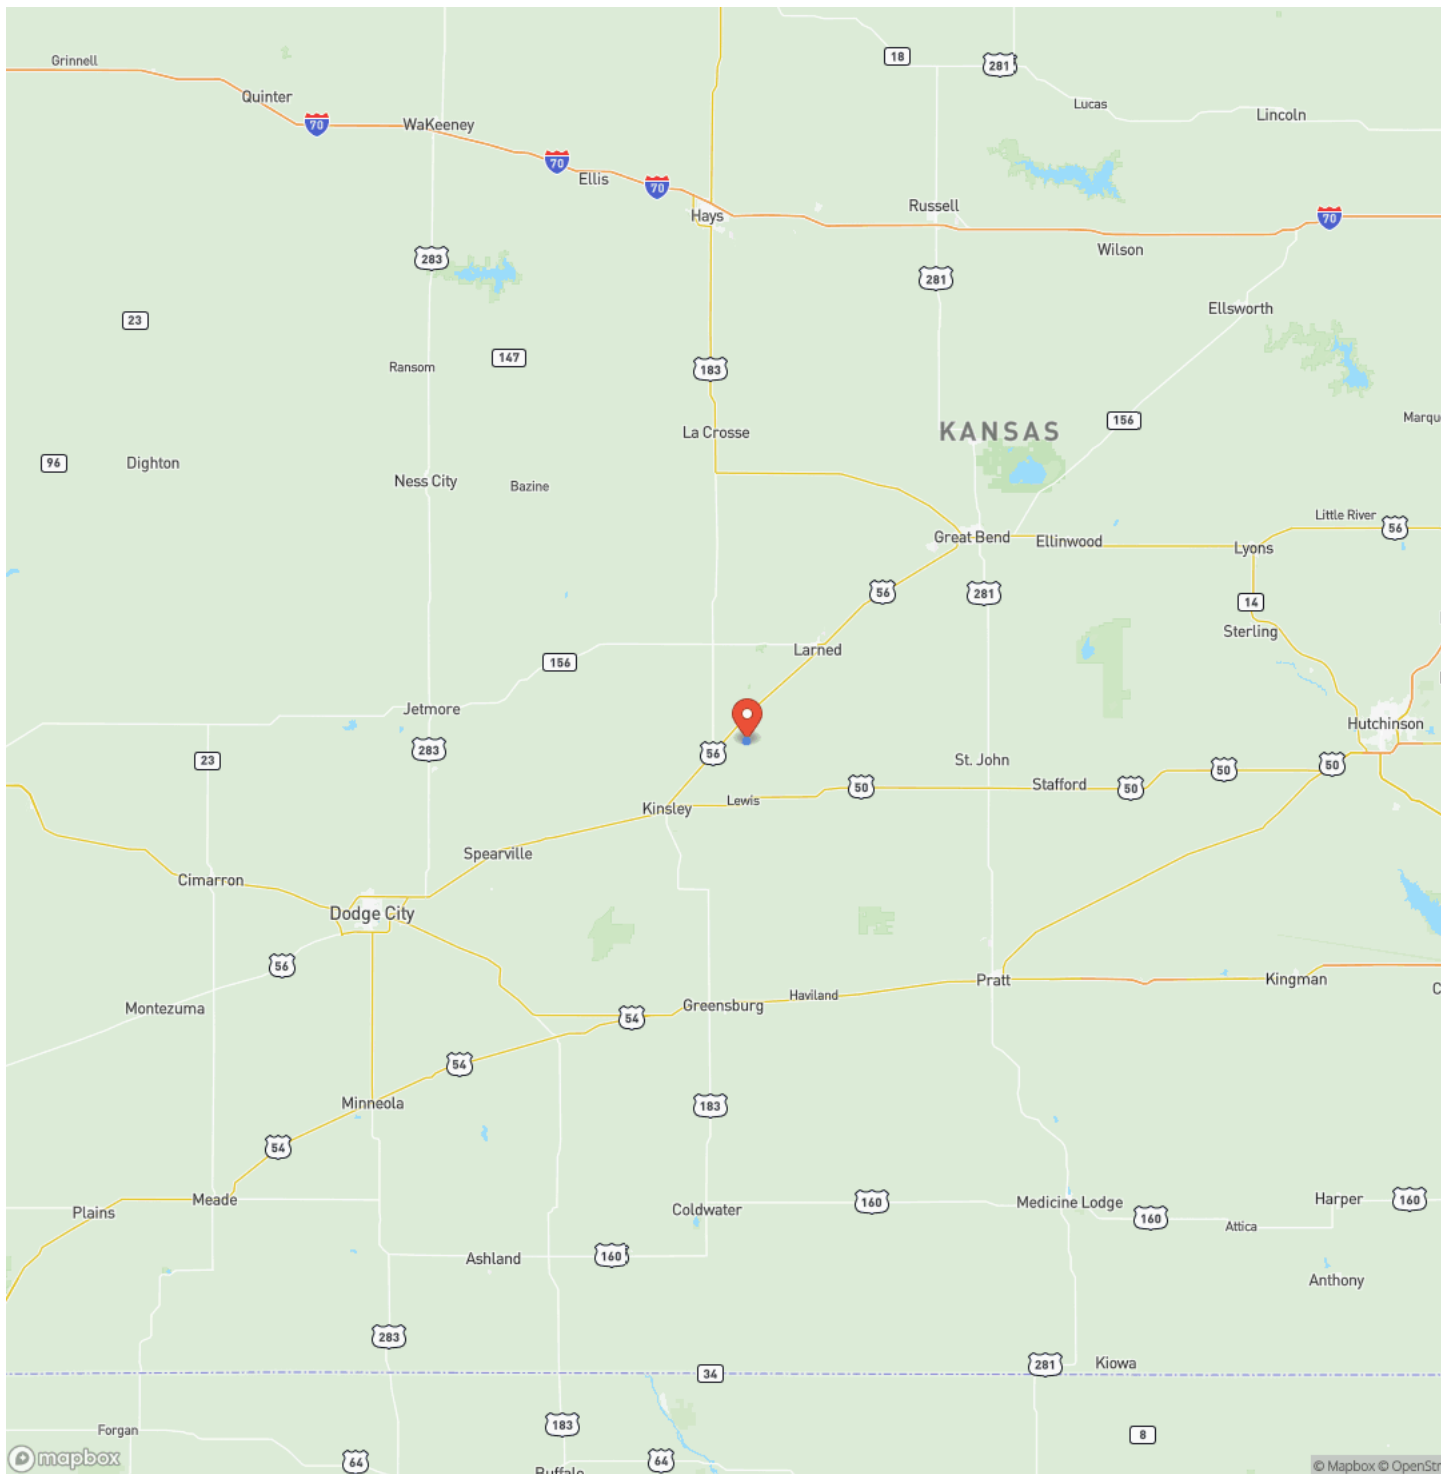 Grinnell
18
281
Quinter
Lucas
Lincoln
70
WaKeeney
70
Ellis
70
Hays
Russell
70
Wilson
283
281
Ellsworth
23
147
Ransom
183
156
Marqu
La Crosse
KANSAS
96
Dighton
Ness City
Bazine
Little River
56
Great Bend
Ellinwood
Lyons
56
281
14
Sterling
Larned
156
Jetmore
Hutchinson
283
23
56
St. John
50
50
50
50
Stafford
Lewis
Kinsley
Spearville
Cimarron
Dodge City
56
Pratt
Kingman
C
Haviland
Montezuma
Greensburg
54
54
Minneola
183
54
Meade
Plains
Coldwater
160
Medicine Lodge
160
Harper
160
Attica
Ashland
160
Anthony
283
34
281
Kiowa
Forgan
183
8
mapbox
64
64
Buffalo
© Mapbox © OpenStr